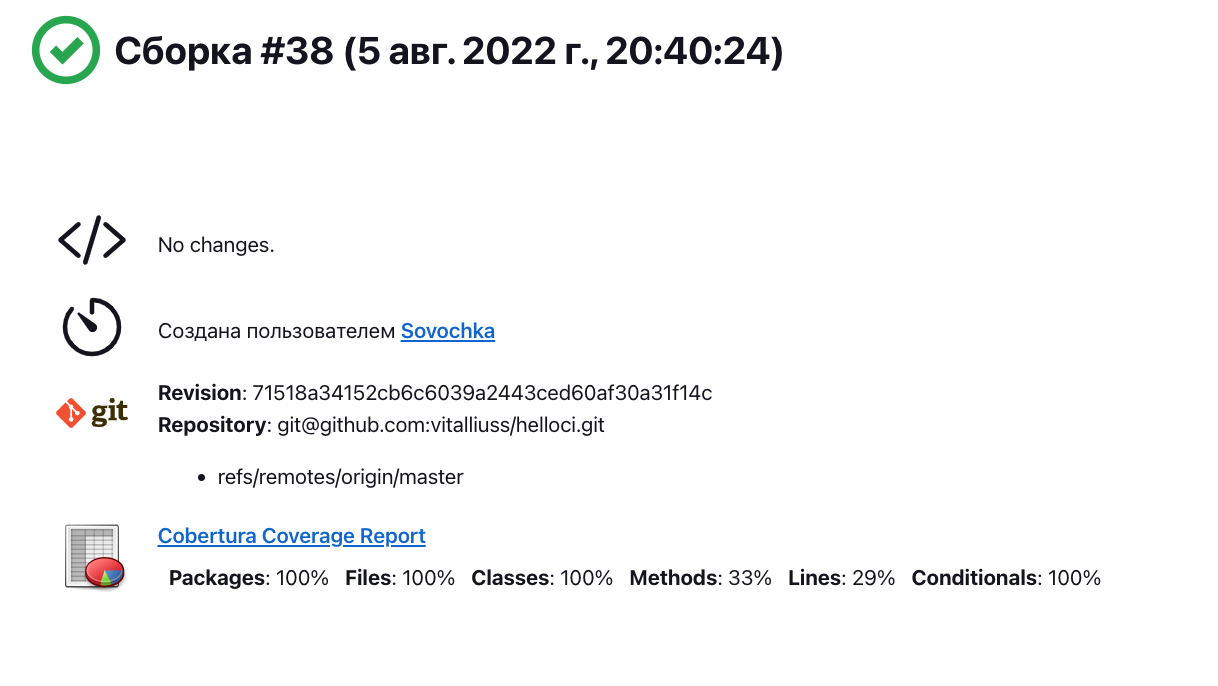 Сборка #38 (5 авг. 2022 г., 20:40:24)
No changes.
Создана пользователем Sovochka
git
Revision: 71518a34152cb6c6039a2443ced60af30a31f14c
Repository: git@github.com:vitalliuss/helloci.git
• refs/remotes/origin/master
Cobertura Coverage Report
Packages: 100% Files: 100% Classes: 100% Methods: 33% Lines: 29% Conditionals: 100%